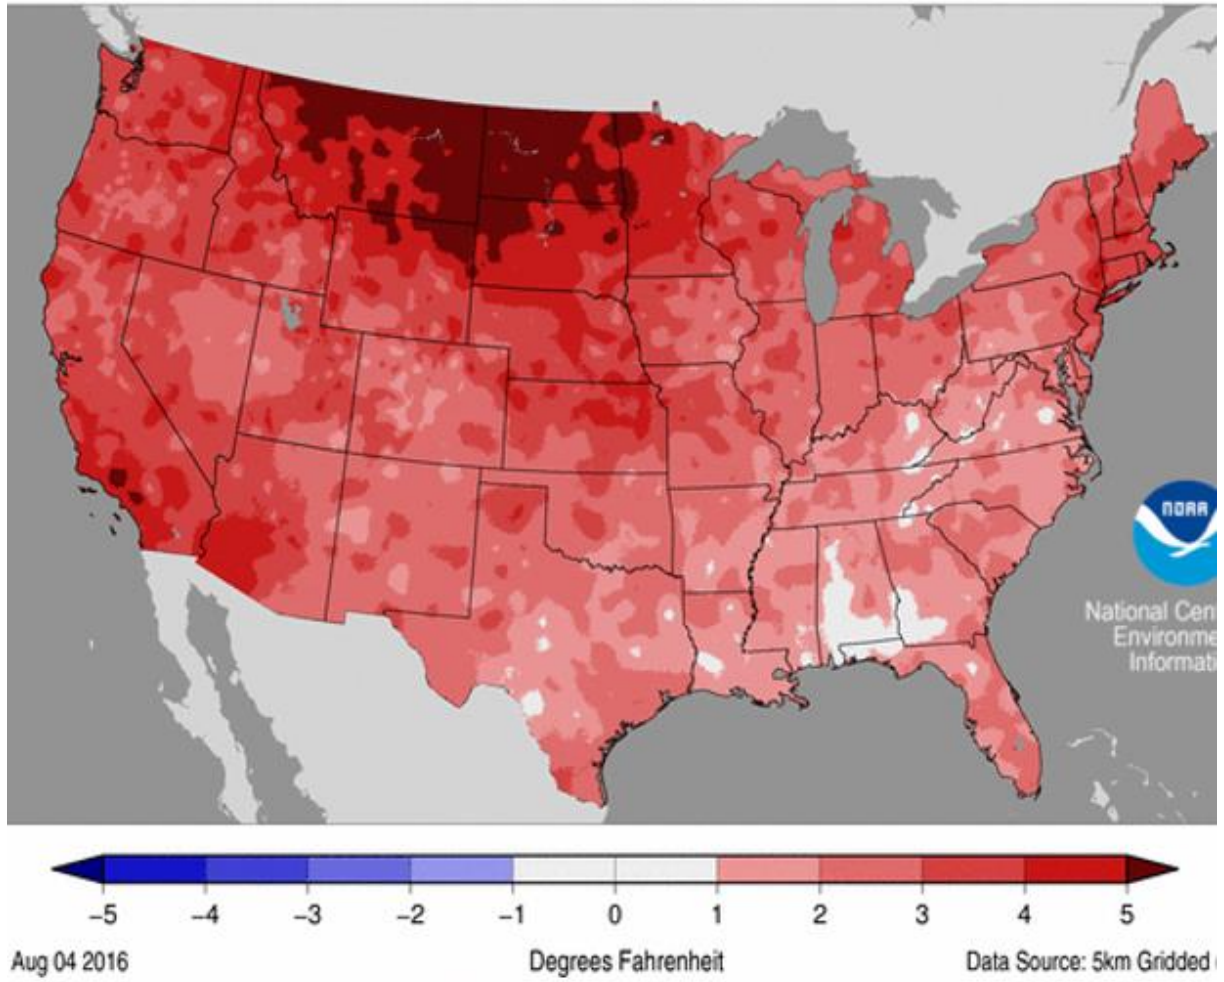 NOAA
National Cen
Environme
Informati
-5 -4 -3 -2 -1 0 1 2 3 4 5
Aug 04 2016 Degrees Fahrenheit Data Source: 5km Gridded